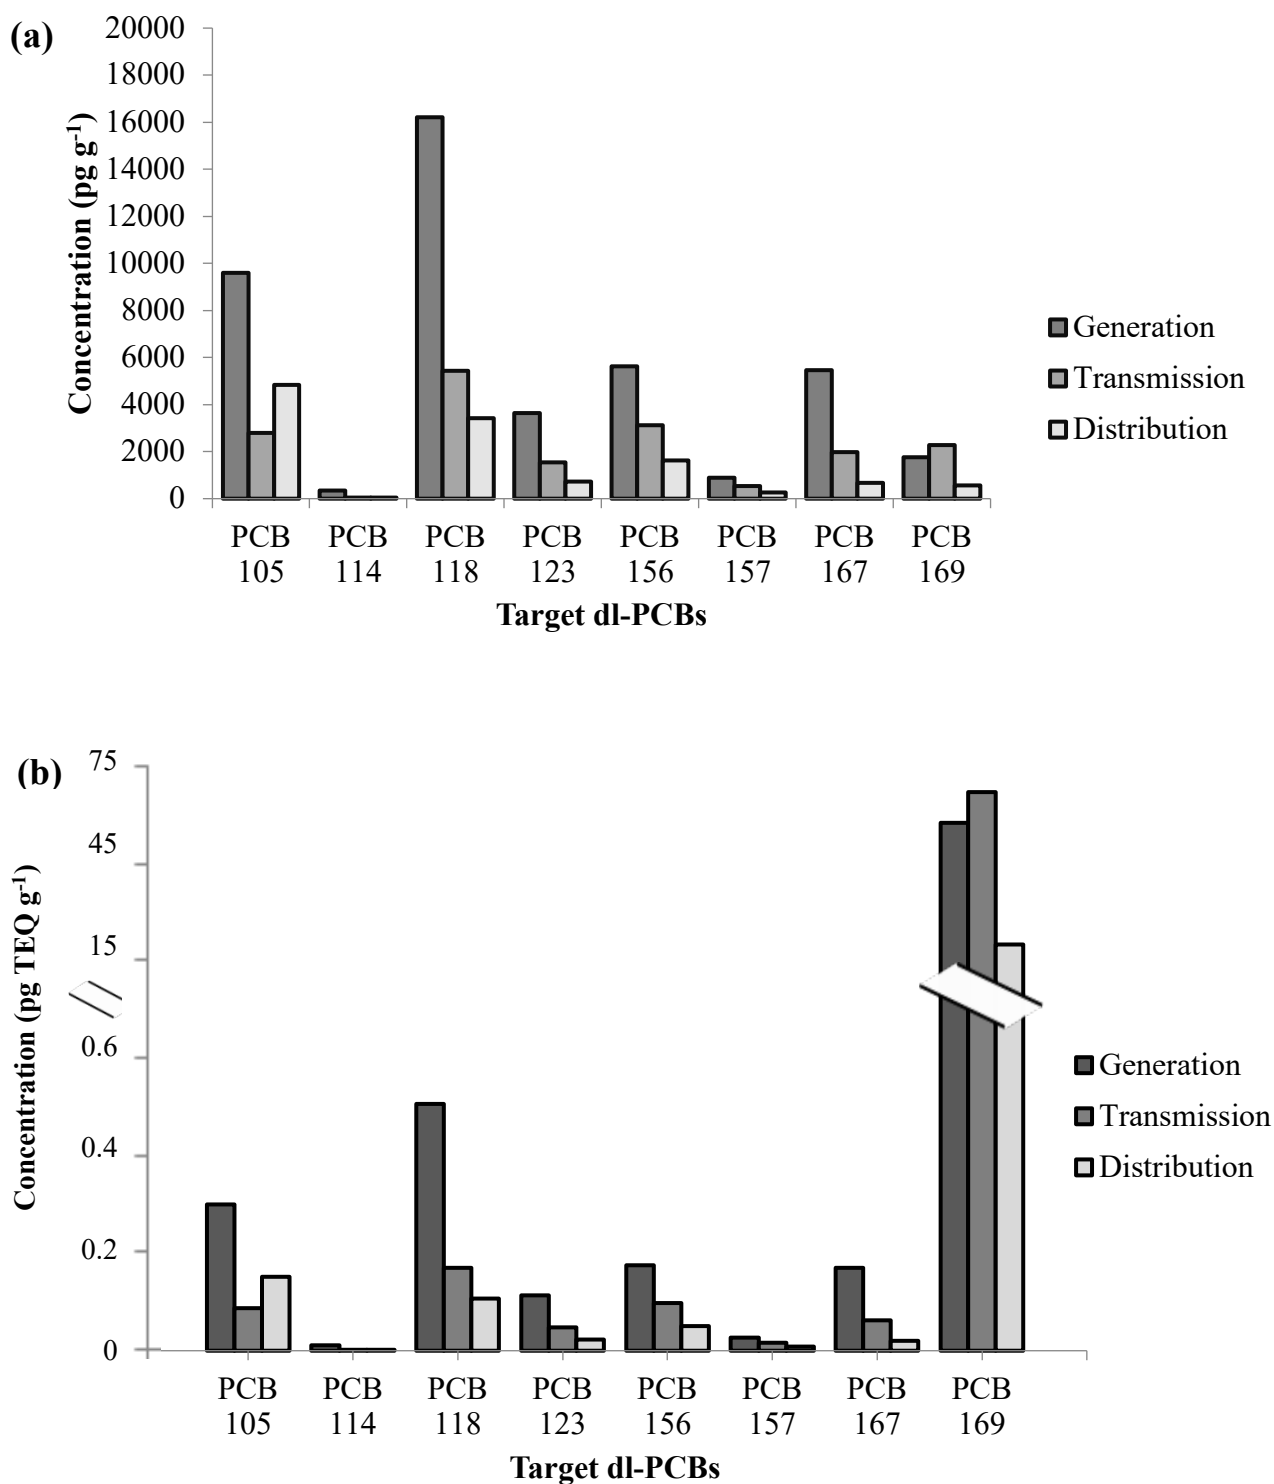 (a)
20000
18000
16000
14000
12000
10000
8000
6000
4000
2000
0
Concentration (pg g⁻¹)
PCB 105
PCB 114
PCB 118
PCB 123
PCB 156
PCB 157
PCB 167
PCB 169
Target dl-PCBs
Generation
Transmission
Distribution
(b)
75
45
15
0.6
0.4
0.2
0
Concentration (pg TEQ g⁻¹)
PCB 105
PCB 114
PCB 118
PCB 123
PCB 156
PCB 157
PCB 167
PCB 169
Target dl-PCBs
Generation
Transmission
Distribution